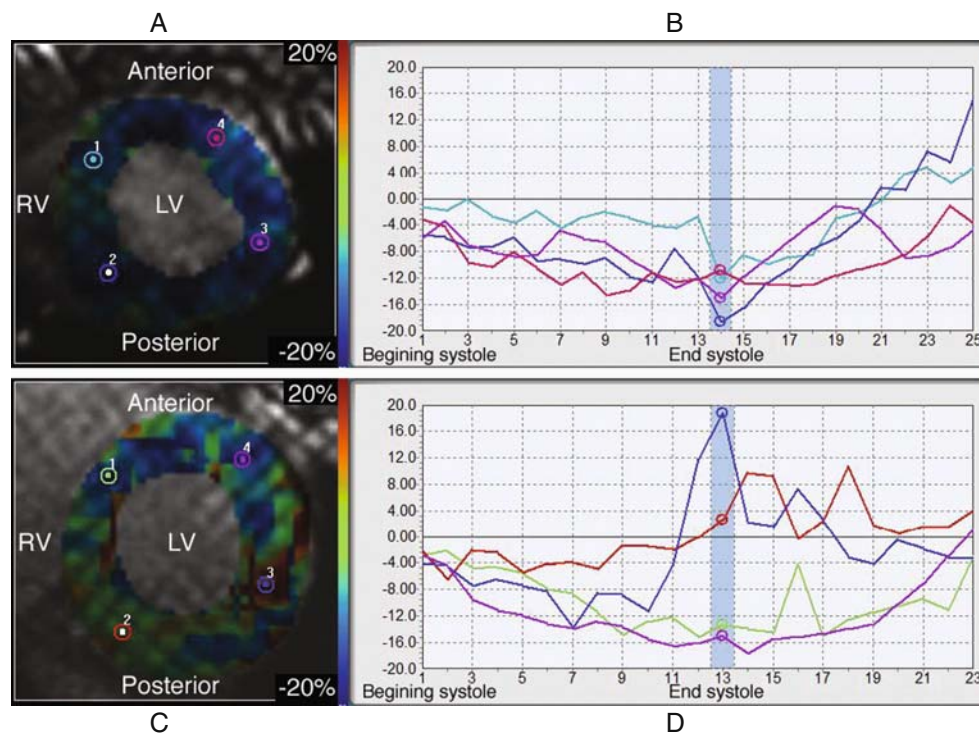 A B
20%
Anterior
1 4
RV LV
3
2
Posterior
-20%
20.0
16.0
12.0
8.0
4.0
0.00
-4.00
-8.00
-12.0
-16.0
-20.0
1 3 5 7 9 11 13 15 17 19 21 23 25
Begining systole End systole
20%
Anterior
1 4
RV LV
3
2
Posterior
-20%
20.0
16.0
12.0
8.00
4.00
0.00
-4.00
-8.00
-12.0
-16.0
-20.0
1 3 5 7 9 11 13 15 17 19 21 23
Begining systole End systole
C D